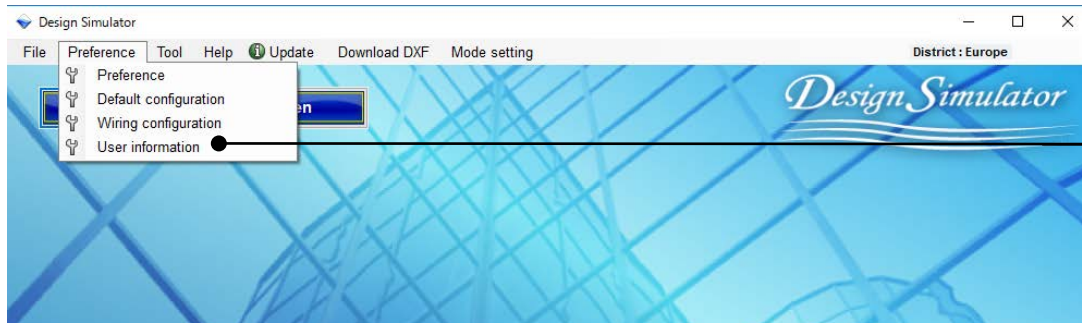 Design Simulator
File Preference Tool Help Update Download DXF Mode setting District : Europe
Preference
Default configuration
Wiring configuration
User information
Design Simulator